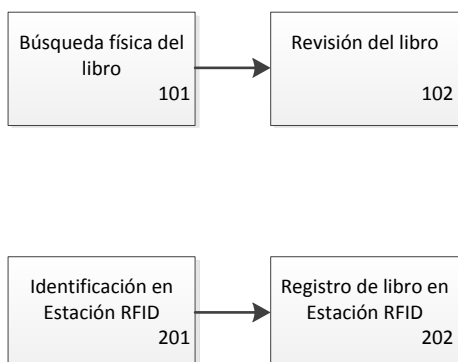 Búsqueda física del
libro
101
Revisión del libro
102
Identificación en
Estación RFID
201
Registro de libro en
Estación RFID
202